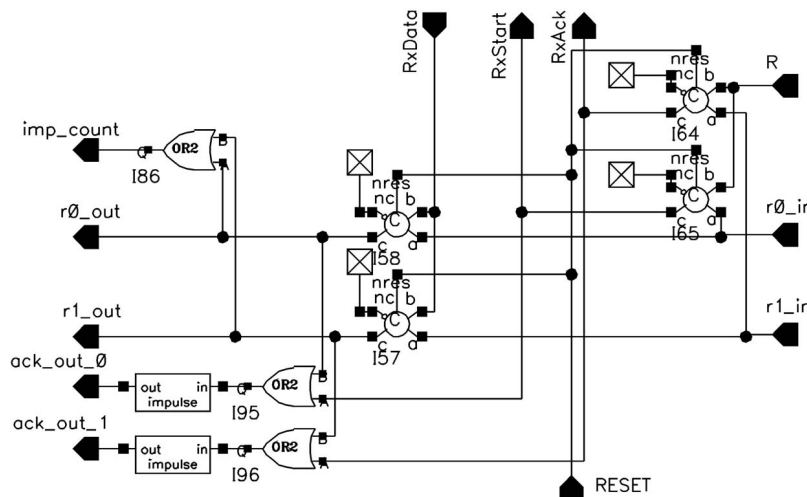 RxData
RxStart
RxAck
nres
nc
b
C
c
a
I64
R
imp_count
Q
OR2
B
A
I86
nres
nc
b
C
c
a
I58
nres
nc
b
C
c
a
I65
r0_out
r0_in
nres
nc
b
C
c
a
I57
r1_out
r1_in
ack_out_0
out
in
impulse
Q
OR2
B
A
I95
ack_out_1
out
in
impulse
Q
OR2
B
A
I96
RESET